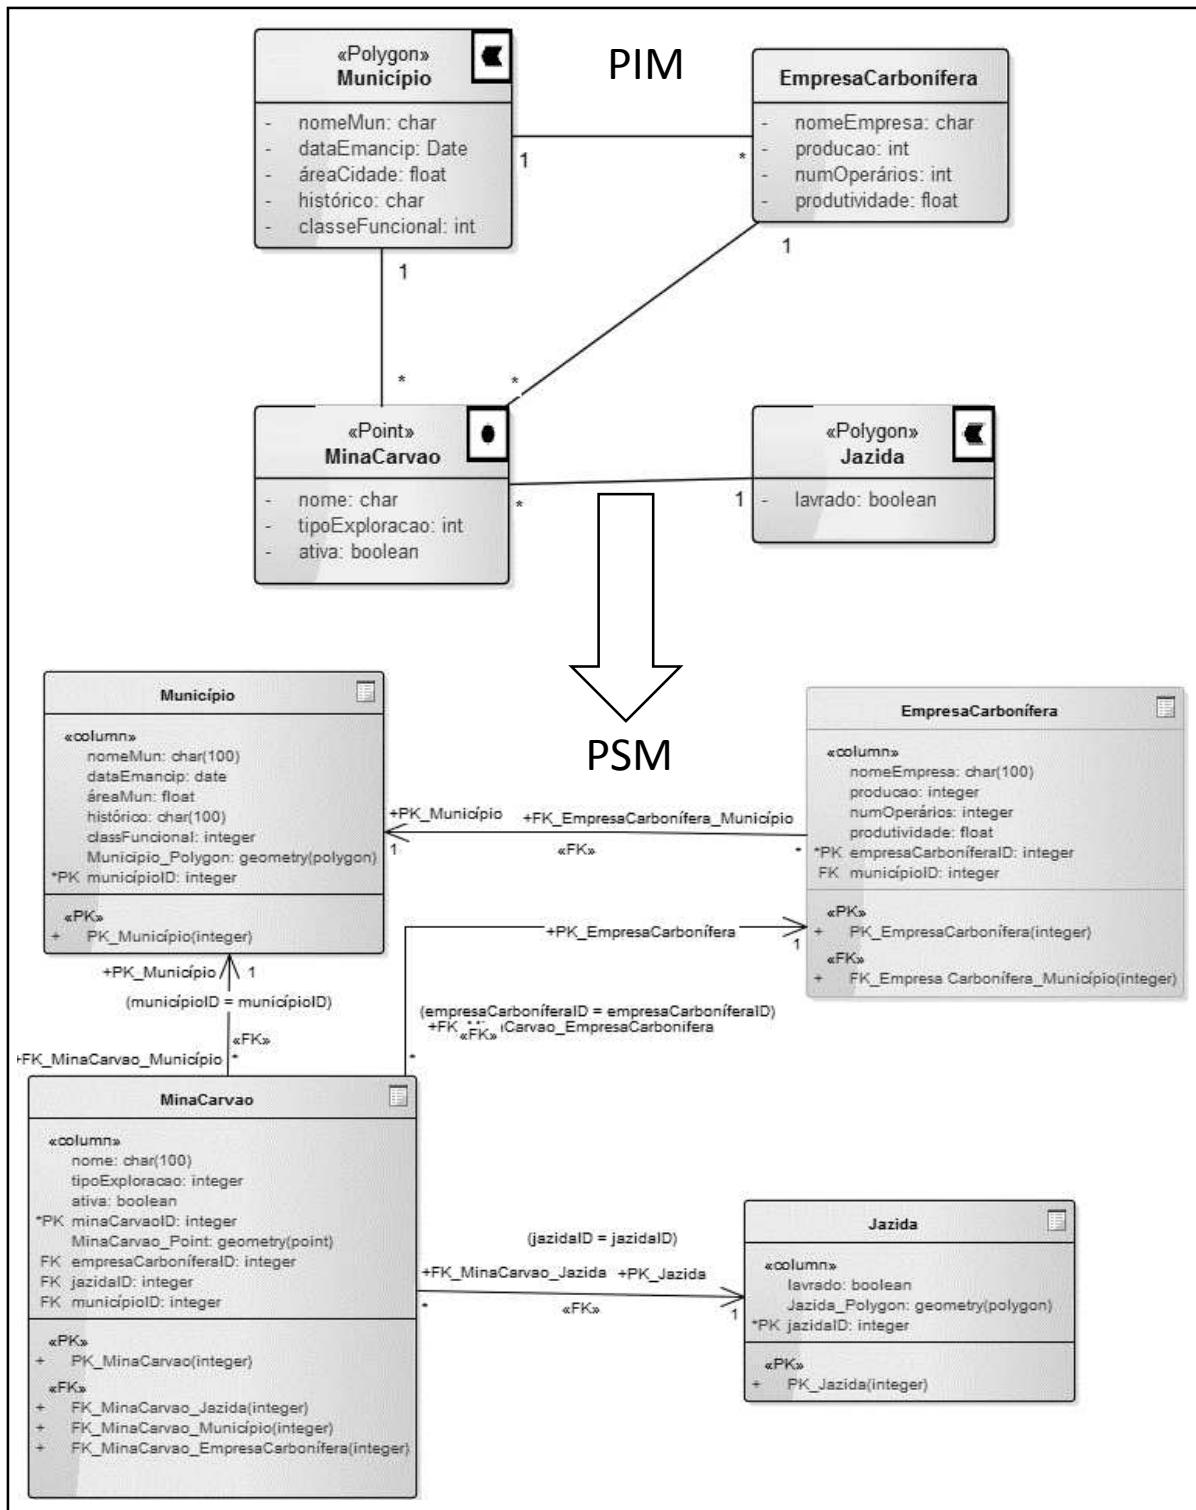 PIM
«Polygon»
Município
- nomeMun: char
- dataEmancip: Date
- áreaCidade: float
- histórico: char
- classeFuncional: int
EmpresaCarbonífera
- nomeEmpresa: char
- producao: int
- numOperários: int
- produtividade: float
1
*
1
1
*
*
«Point»
MinaCarvao
- nome: char
- tipoExploracao: int
- ativa: boolean
*
1
«Polygon»
Jazida
- lavrado: boolean
PSM
Município
«column»
nomeMun: char(100)
dataEmancip: date
áreaMun: float
histórico: char(100)
classFuncional: integer
Município_Polygon: geometry(polygon)
*PK municípioID: integer
«PK»
+ PK_Município(integer)
+PK_Município
+FK_EmpresaCarbonífera_Município
1
«FK»
*
EmpresaCarbonífera
«column»
nomeEmpresa: char(100)
producao: integer
numOperários: integer
produtividade: float
*PK empresaCarboníferaID: integer
FK municípioID: integer
«PK»
+ PK_EmpresaCarbonífera(integer)
«FK»
+ FK_Empresa Carbonífera_Município(integer)
+PK_EmpresaCarbonífera
1
+PK_Município
1
(municípioID = municípioID)
«FK»
+FK_MinaCarvao_Município
*
(empresaCarboníferaID = empresaCarboníferaID)
Carvao_EmpresaCarbonífera
«FK»
*
MinaCarvao
«column»
nome: char(100)
tipoExploracao: integer
ativa: boolean
*PK minaCarvaoID: integer
MinaCarvao_Point: geometry(point)
FK empresaCarboníferaID: integer
FK jazidaID: integer
FK municípioID: integer
«PK»
+ PK_MinaCarvao(integer)
«FK»
+ FK_MinaCarvao_Jazida(integer)
+ FK_MinaCarvao_Município(integer)
+ FK_MinaCarvao_EmpresaCarbonífera(integer)
(jazidaID = jazidaID)
+FK_MinaCarvao_Jazida
+PK_Jazida
*
«FK»
1
Jazida
«column»
lavrado: boolean
Jazida_Polygon: geometry(polygon)
*PK jazidaID: integer
«PK»
+ PK_Jazida(integer)